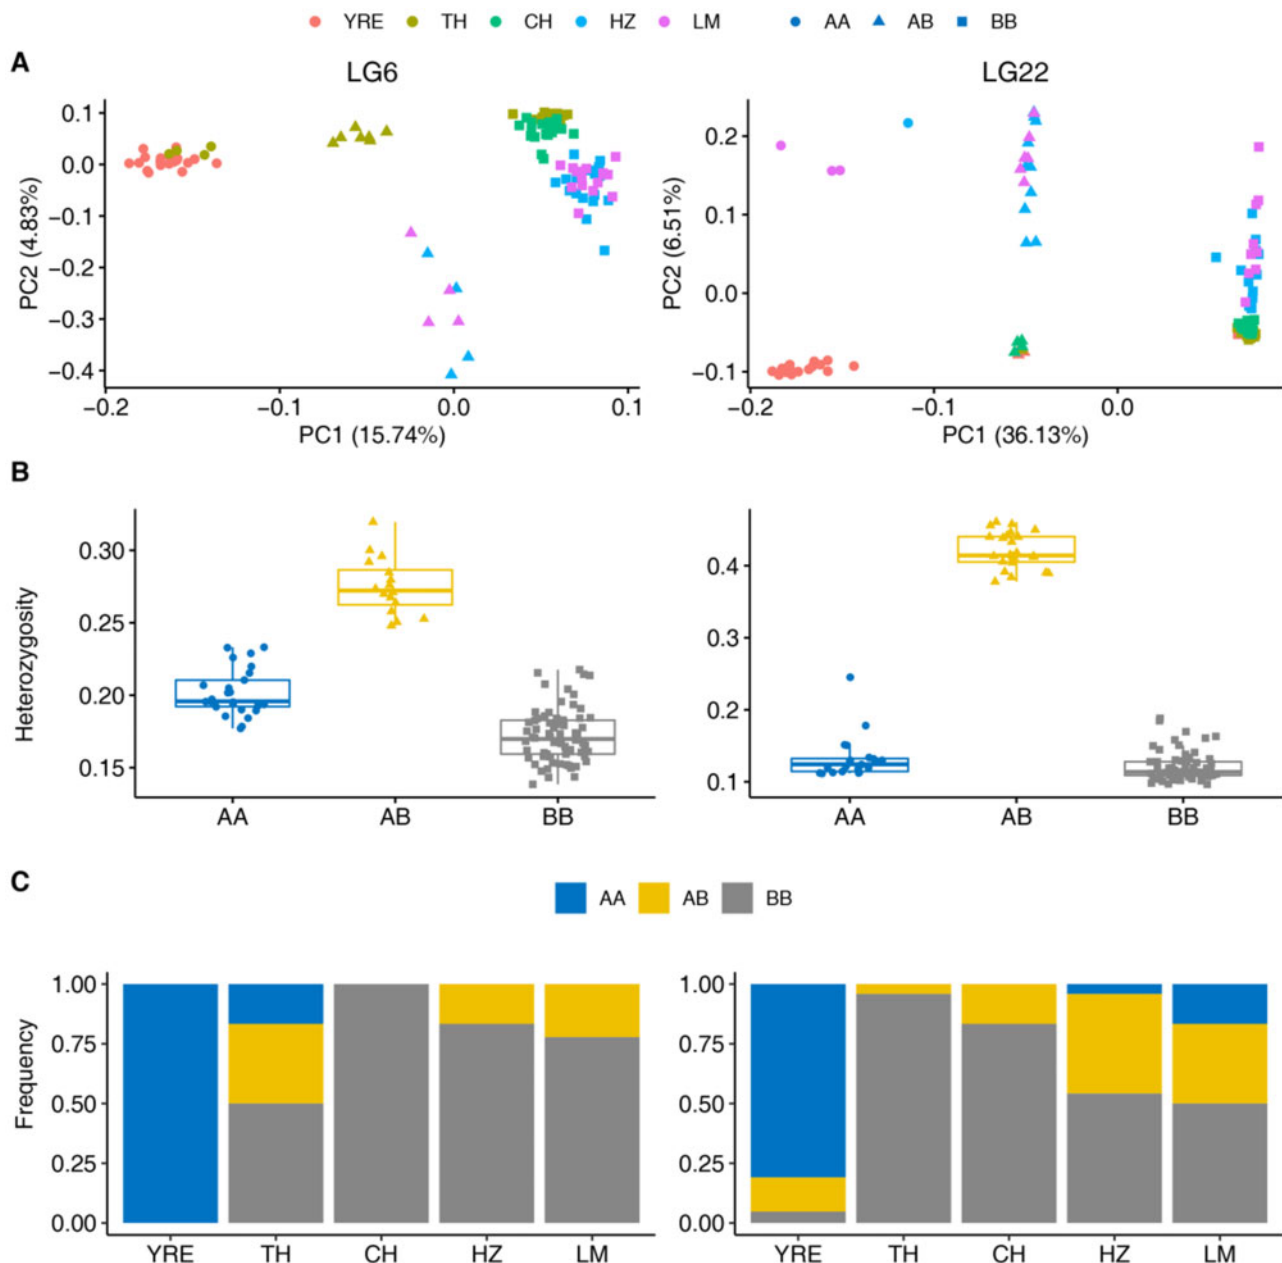 YRE TH CH HZ LM AA AB BB
A
LG6 LG22
0.1
0.0
−0.1
−0.2
−0.3
−0.4
PC2 (4.83%)
−0.2 −0.1 0.0 0.1
PC1 (15.74%)
0.2
0.1
0.0
−0.1
PC2 (6.51%)
−0.2 −0.1 0.0
PC1 (36.13%)
B
Heterozygosity
0.30
0.25
0.20
0.15
AA AB BB
0.4
0.3
0.2
0.1
AA AB BB
C
AA AB BB
Frequency
1.00
0.75
0.50
0.25
0.00
YRE TH CH HZ LM
1.00
0.75
0.50
0.25
0.00
YRE TH CH HZ LM